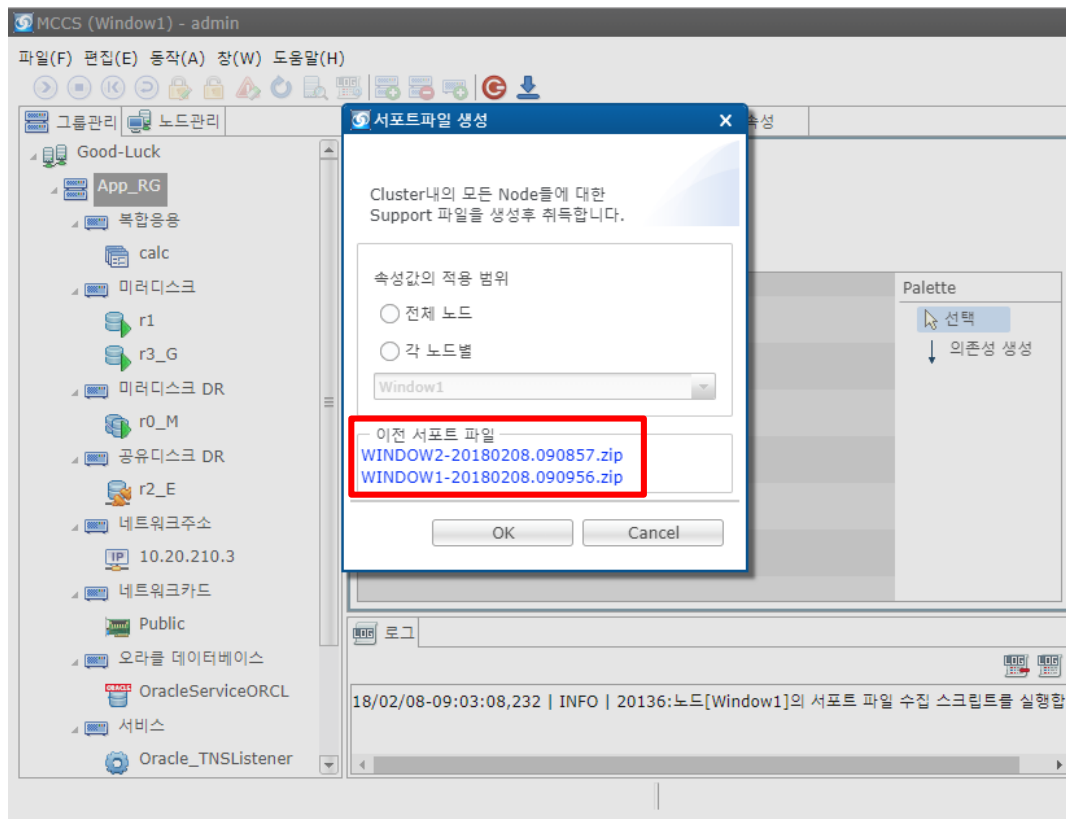 MCCS (Window1) - admin
파일(F) 편집(E) 동작(A) 창(W) 도움말(H)
그룹관리 노드관리
Good-Luck
App_RG
복합응용
calc
미러디스크
r1
r3_G
미러디스크 DR
r0_M
공유디스크 DR
r2_E
네트워크주소
IP 10.20.210.3
네트워크카드
Public
오라클 데이터베이스
OracleServiceORCL
서비스
Oracle_TNSListener
서포트파일 생성
속성
Cluster내의 모든 Node들에 대한
Support 파일을 생성후 취득합니다.
속성값의 적용 범위
전체 노드
각 노드별
Window1
이전 서포트 파일
WINDOW2-20180208.090857.zip
WINDOW1-20180208.090956.zip
OK Cancel
Palette
선택
의존성 생성
LOG 로그
18/02/08-09:03:08,232 | INFO | 20136:노드[Window1]의 서포트 파일 수집 스크립트를 실행합